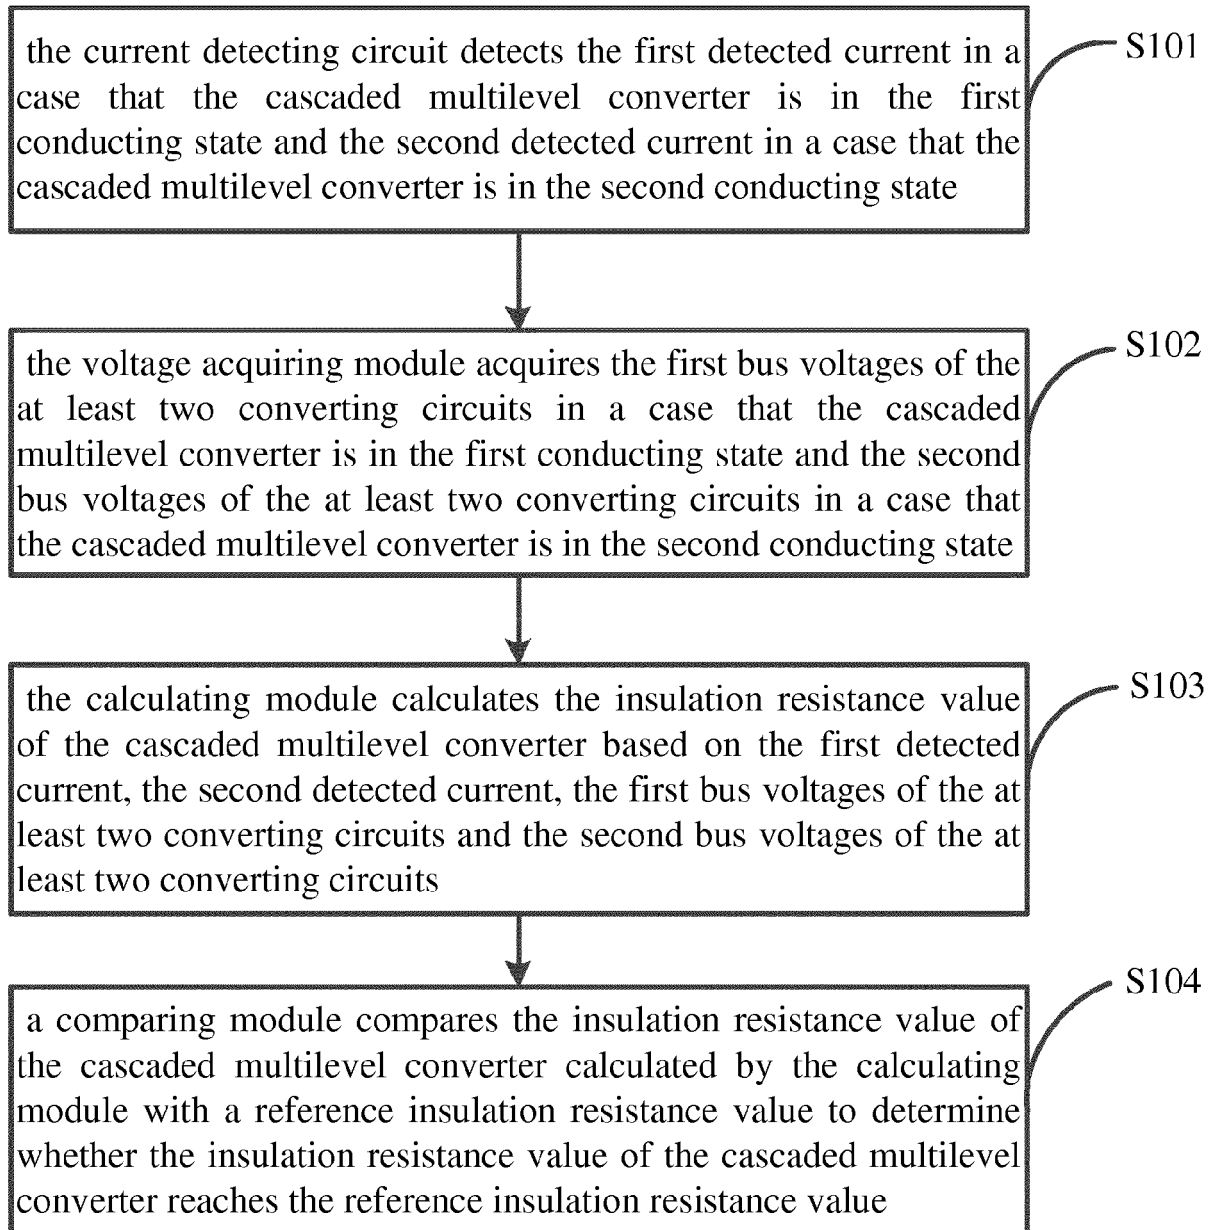 the current detecting circuit detects the first detected current in a
case that the cascaded multilevel converter is in the first
conducting state and the second detected current in a case that the
cascaded multilevel converter is in the second conducting state
S101
the voltage acquiring module acquires the first bus voltages of the
at least two converting circuits in a case that the cascaded
multilevel converter is in the first conducting state and the second
bus voltages of the at least two converting circuits in a case that
the cascaded multilevel converter is in the second conducting state
S102
the calculating module calculates the insulation resistance value
of the cascaded multilevel converter based on the first detected
current, the second detected current, the first bus voltages of the at
least two converting circuits and the second bus voltages of the at
least two converting circuits
S103
a comparing module compares the insulation resistance value of
the cascaded multilevel converter calculated by the calculating
module with a reference insulation resistance value to determine
whether the insulation resistance value of the cascaded multilevel
converter reaches the reference insulation resistance value
S104